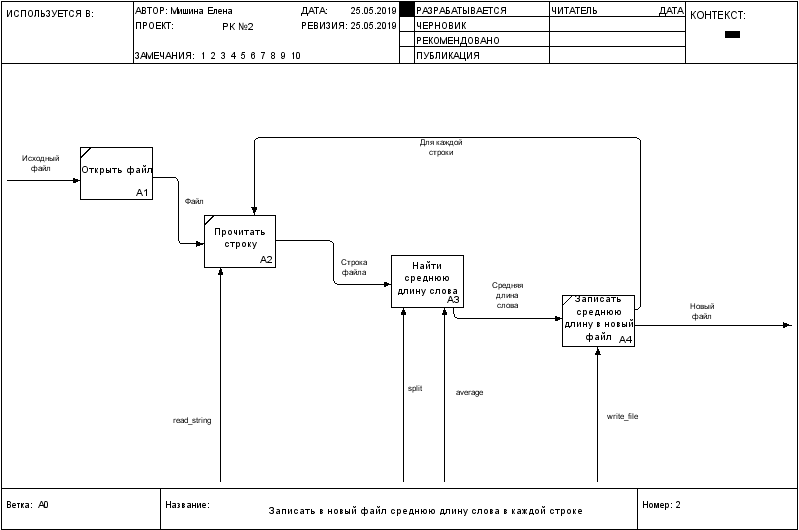 ИСПОЛЬЗУЕТСЯ В:
АВТОР: Мишина Елена
ДАТА: 25.05.2019
ПРОЕКТ: РК №2
РЕВИЗИЯ: 25.05.2019
ЗАМЕЧАНИЯ: 1 2 3 4 5 6 7 8 9 10
РАЗРАБАТЫВАЕТСЯ
ЧЕРНОВИК
РЕКОМЕНДОВАНО
ПУБЛИКАЦИЯ
ЧИТАТЕЛЬ ДАТА
КОНТЕКСТ:
Для каждой
строки
Исходный
файл
Открыть файл
A1
Файл
Прочитать
строку
A2
Строка
файла
Найти
среднюю
длину слова
A3
Средняя
длина
слова
Записать
среднюю
длину в новый
файл
A4
Новый
файл
read_string
split
average
write_file
Ветка: A0
Название:
Записать в новый файл среднюю длину слова в каждой строке
Номер: 2